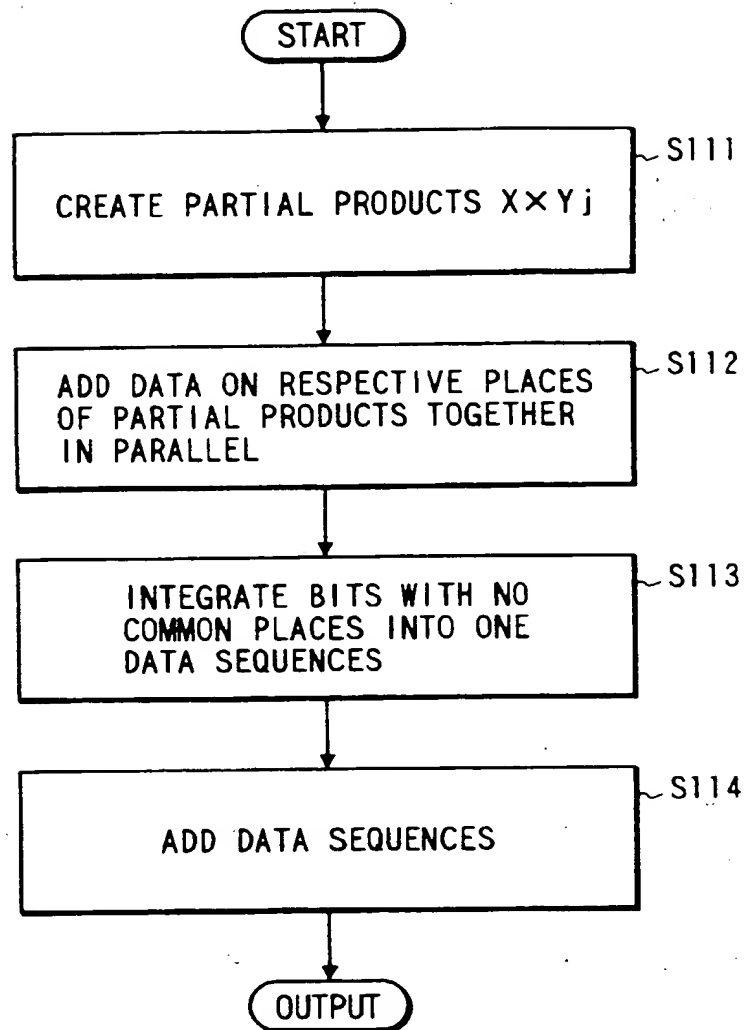 START
S111
CREATE PARTIAL PRODUCTS X×Yj
S112
ADD DATA ON RESPECTIVE PLACES
OF PARTIAL PRODUCTS TOGETHER
IN PARALLEL
S113
INTEGRATE BITS WITH NO
COMMON PLACES INTO ONE
DATA SEQUENCES
S114
ADD DATA SEQUENCES
OUTPUT